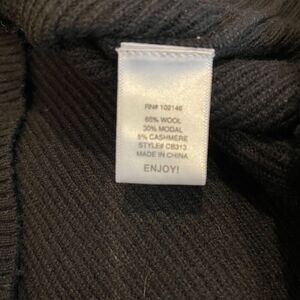 RN# 109146
65% WOOL
30% MODAL
5% CASHMERE
STYLE# CB313
MADE IN CHINA
ENJOY!